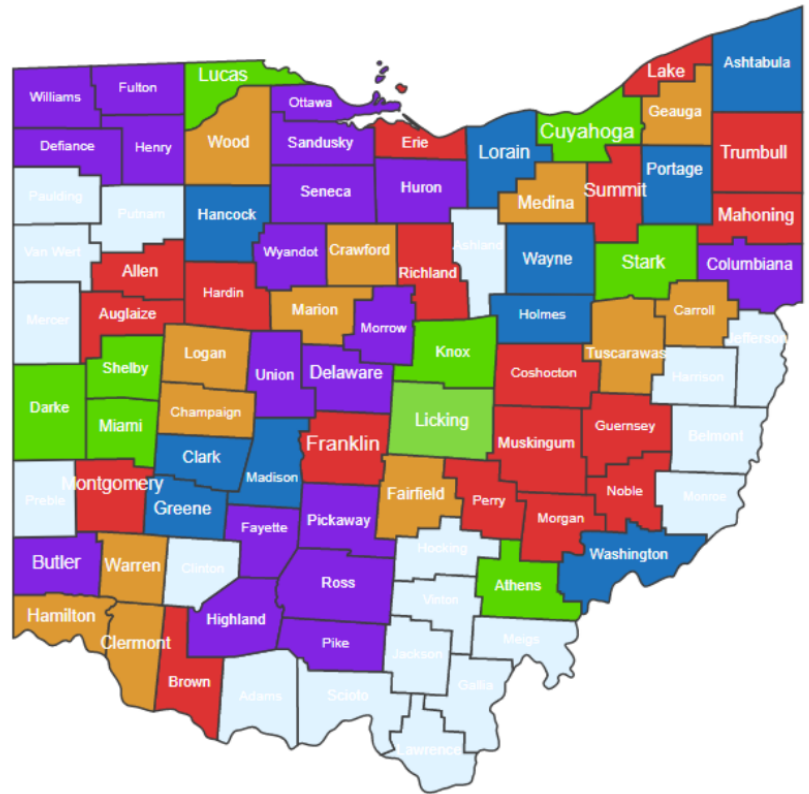 Lake
Ashtabula
Lucas
Williams
Fulton
Ottawa
Geauga
Cuyahoga
Defiance
Henry
Wood
Sandusky
Erie
Lorain
Trumbull
Portage
Summit
Seneca
Huron
Medina
Paulding
Putnam
Hancock
Mahoning
Van Wert
Wyandot
Crawford
Richland
Ashland
Wayne
Stark
Columbiana
Allen
Hardin
Mercer
Auglaize
Marion
Morrow
Holmes
Carroll
Jefferson
Logan
Knox
Tuscarawas
Shelby
Union
Delaware
Coshocton
Harrison
Darke
Champaign
Licking
Miami
Franklin
Muskingum
Guernsey
Belmont
Clark
Madison
Montgomery
Preble
Greene
Fairfield
Perry
Noble
Monroe
Fayette
Pickaway
Morgan
Butler
Warren
Clinton
Hocking
Washington
Ross
Athens
Vinton
Hamilton
Highland
Clermont
Pike
Jackson
Meigs
Brown
Adams
Scioto
Gallia
Lawrence